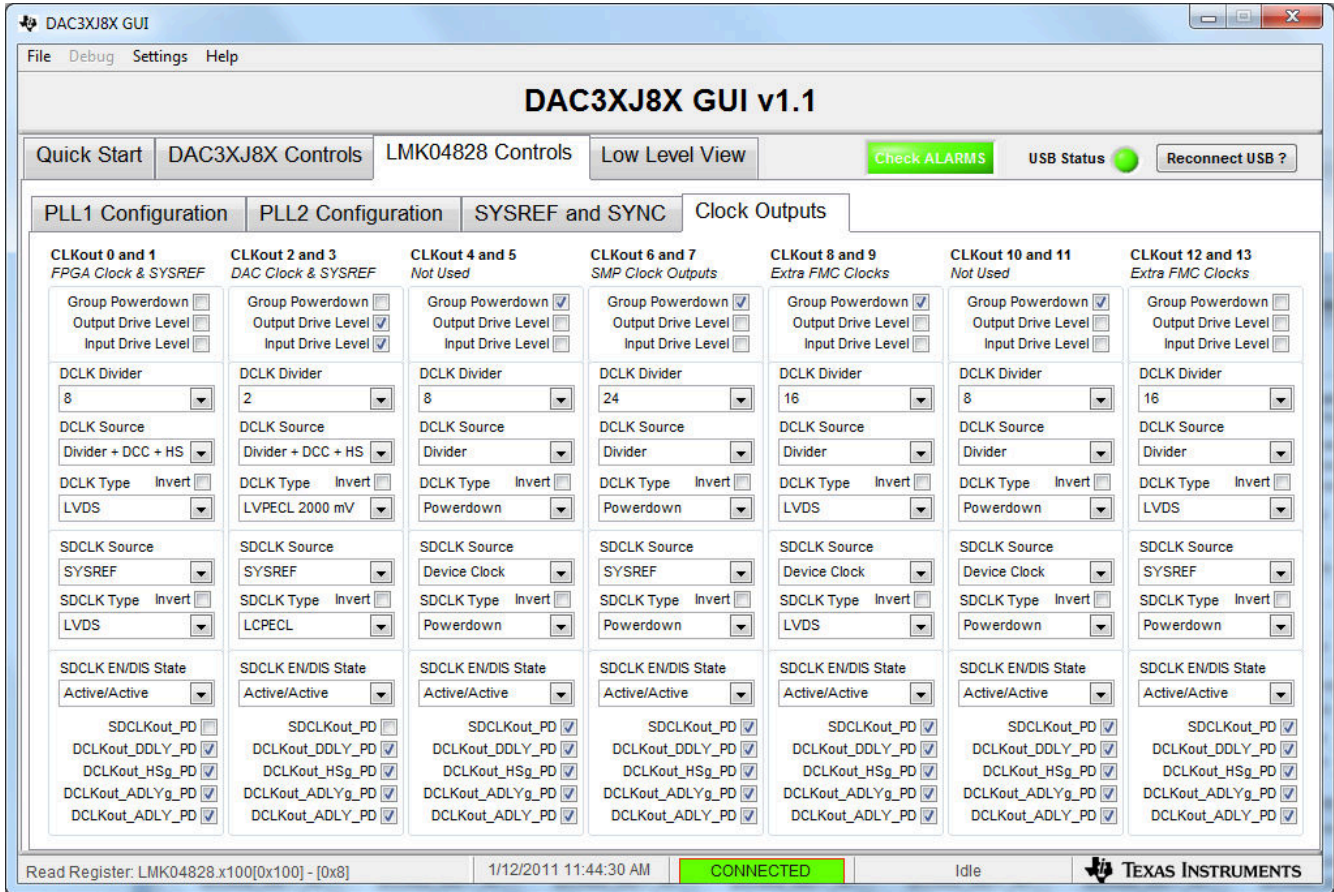 DAC3XJ8X GUI
File Debug Settings Help
DAC3XJ8X GUI v1.1
Quick Start DAC3XJ8X Controls LMK04828 Controls Low Level View Check ALARMS USB Status Reconnect USB ?
PLL1 Configuration PLL2 Configuration SYSREF and SYNC Clock Outputs
CLKout 0 and 1 CLKout 2 and 3 CLKout 4 and 5 CLKout 6 and 7 CLKout 8 and 9 CLKout 10 and 11 CLKout 12 and 13
FPGA Clock & SYSREF DAC Clock & SYSREF Not Used SMP Clock Outputs Extra FMC Clocks Not Used Extra FMC Clocks
Group Powerdown Group Powerdown Group Powerdown Group Powerdown Group Powerdown Group Powerdown Group Powerdown
Output Drive Level Output Drive Level Output Drive Level Output Drive Level Output Drive Level Output Drive Level Output Drive Level
Input Drive Level Input Drive Level Input Drive Level Input Drive Level Input Drive Level Input Drive Level Input Drive Level
DCLK Divider DCLK Divider DCLK Divider DCLK Divider DCLK Divider DCLK Divider DCLK Divider
8 2 8 24 16 8 16
DCLK Source DCLK Source DCLK Source DCLK Source DCLK Source DCLK Source DCLK Source
Divider + DCC + HS Divider + DCC + HS Divider Divider Divider Divider Divider
DCLK Type Invert DCLK Type Invert DCLK Type Invert DCLK Type Invert DCLK Type Invert DCLK Type Invert DCLK Type Invert
LVDS LVPECL 2000 mV Powerdown Powerdown LVDS Powerdown LVDS
SDCLK Source SDCLK Source SDCLK Source SDCLK Source SDCLK Source SDCLK Source SDCLK Source
SYSREF SYSREF Device Clock SYSREF Device Clock Device Clock SYSREF
SDCLK Type Invert SDCLK Type Invert SDCLK Type Invert SDCLK Type Invert SDCLK Type Invert SDCLK Type Invert SDCLK Type Invert
LVDS LCPECL Powerdown Powerdown LVDS Powerdown Powerdown
SDCLK EN/DIS State SDCLK EN/DIS State SDCLK EN/DIS State SDCLK EN/DIS State SDCLK EN/DIS State SDCLK EN/DIS State SDCLK EN/DIS State
Active/Active Active/Active Active/Active Active/Active Active/Active Active/Active Active/Active
SDCLKout_PD SDCLKout_PD SDCLKout_PD SDCLKout_PD SDCLKout_PD SDCLKout_PD SDCLKout_PD
DCLKout_DDLY_PD DCLKout_DDLY_PD DCLKout_DDLY_PD DCLKout_DDLY_PD DCLKout_DDLY_PD DCLKout_DDLY_PD DCLKout_DDLY_PD
DCLKout_HSg_PD DCLKout_HSg_PD DCLKout_HSg_PD DCLKout_HSg_PD DCLKout_HSg_PD DCLKout_HSg_PD DCLKout_HSg_PD
DCLKout_ADLYg_PD DCLKout_ADLYg_PD DCLKout_ADLYg_PD DCLKout_ADLYg_PD DCLKout_ADLYg_PD DCLKout_ADLYg_PD DCLKout_ADLYg_PD
DCLKout_ADLY_PD DCLKout_ADLY_PD DCLKout_ADLY_PD DCLKout_ADLY_PD DCLKout_ADLY_PD DCLKout_ADLY_PD DCLKout_ADLY_PD
Read Register: LMK04828.x100[0x100] - [0x8] 1/12/2011 11:44:30 AM CONNECTED Idle TEXAS INSTRUMENTS